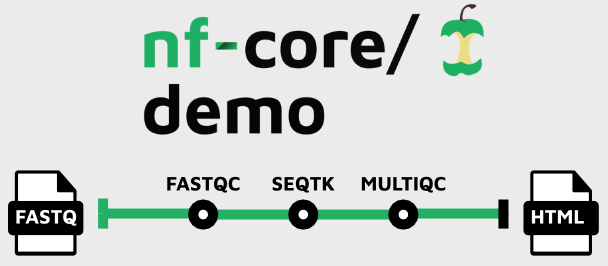 nf-core/
demo
FASTQC SEQTK MULTIQC
FASTQ HTML